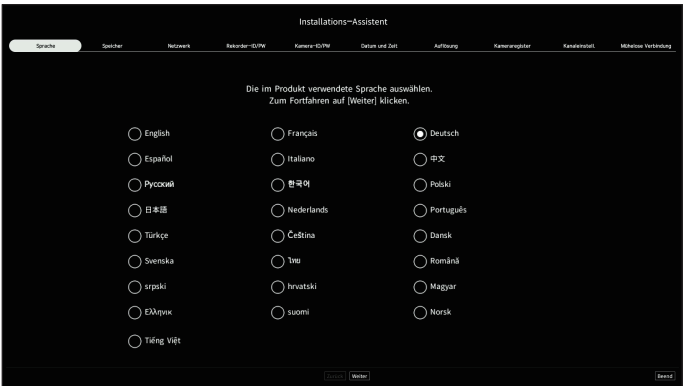 Installations-Assistent
Sprache Speicher Netzwerk Rekorder-ID/PW Kamera-ID/PW Datum und Zeit Auflösung Kameraregister Kanaleinstell. Mühelose Verbindung
Die im Produkt verwendete Sprache auswählen.
Zum Fortfahren auf [Weiter] klicken.
English Français Deutsch
Español Italiano 中文
Русский 한국어 Polski
日本語 Nederlands Português
Türkçe Čeština Dansk
Svenska ไทย Română
srpski hrvatski Magyar
Ελληνικ suomi Norsk
Tiếng Việt
Zurück Weiter Beend